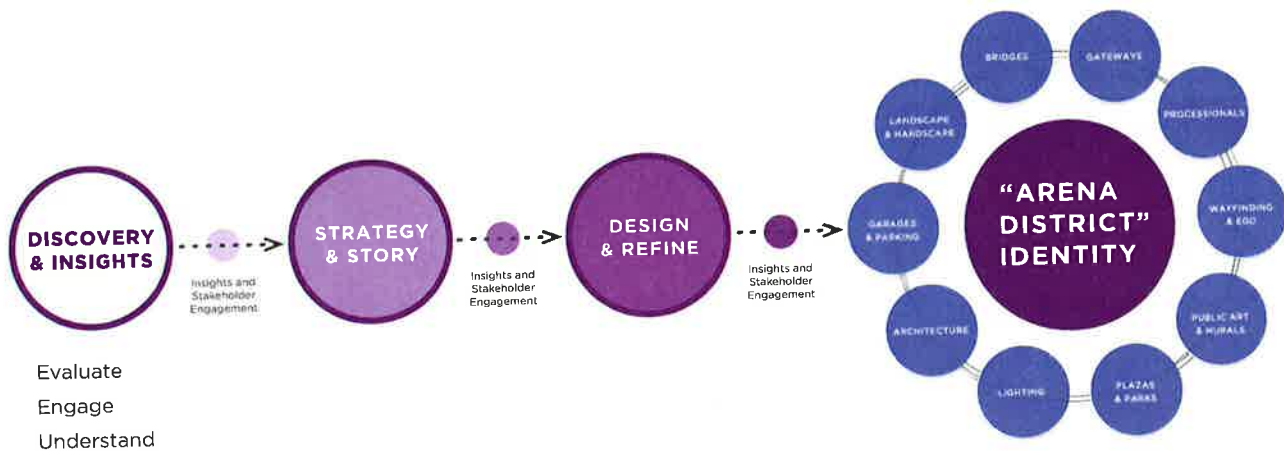 DISCOVERY
& INSIGHTS
Insights and
Stakeholder
Engagement
STRATEGY
& STORY
Insights and
Stakeholder
Engagement
DESIGN
& REFINE
Insights and
Stakeholder
Engagement
"ARENA
DISTRICT"
IDENTITY
BRIDGES
GATEWAYS
PROCESSIONALS
WAYFINDING
& EGD
PUBLIC ART
& MURALS
PLAZAS
& PARKS
LIGHTING
ARCHITECTURE
GARAGES
& PARKING
LANDSCAPE
& HARDSCAPE
Evaluate
Engage
Understand